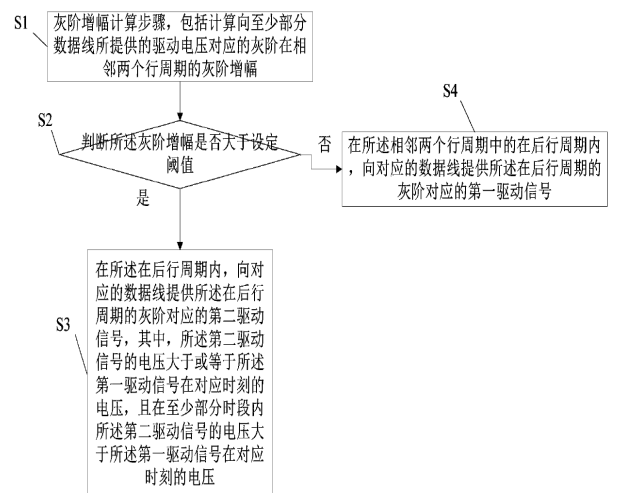 S1
灰阶增幅计算步骤，包括计算向至少部分
数据线所提供的驱动电压对应的灰阶在相
邻两个行周期的灰阶增幅
S2
判断所述灰阶增幅是否大于设定
阈值
否
是
S4
在所述相邻两个行周期中的在后行周期内
，向对应的数据线提供所述在后行周期的
灰阶对应的第一驱动信号
S3
在所述在后行周期内，向对
应的数据线提供所述在后行
周期的灰阶对应的第二驱动
信号，其中，所述第二驱动
信号的电压大于或等于所述
第一驱动信号在对应时刻的
电压，且在至少部分时段内
所述第二驱动信号的电压大
于所述第一驱动信号在对应
时刻的电压